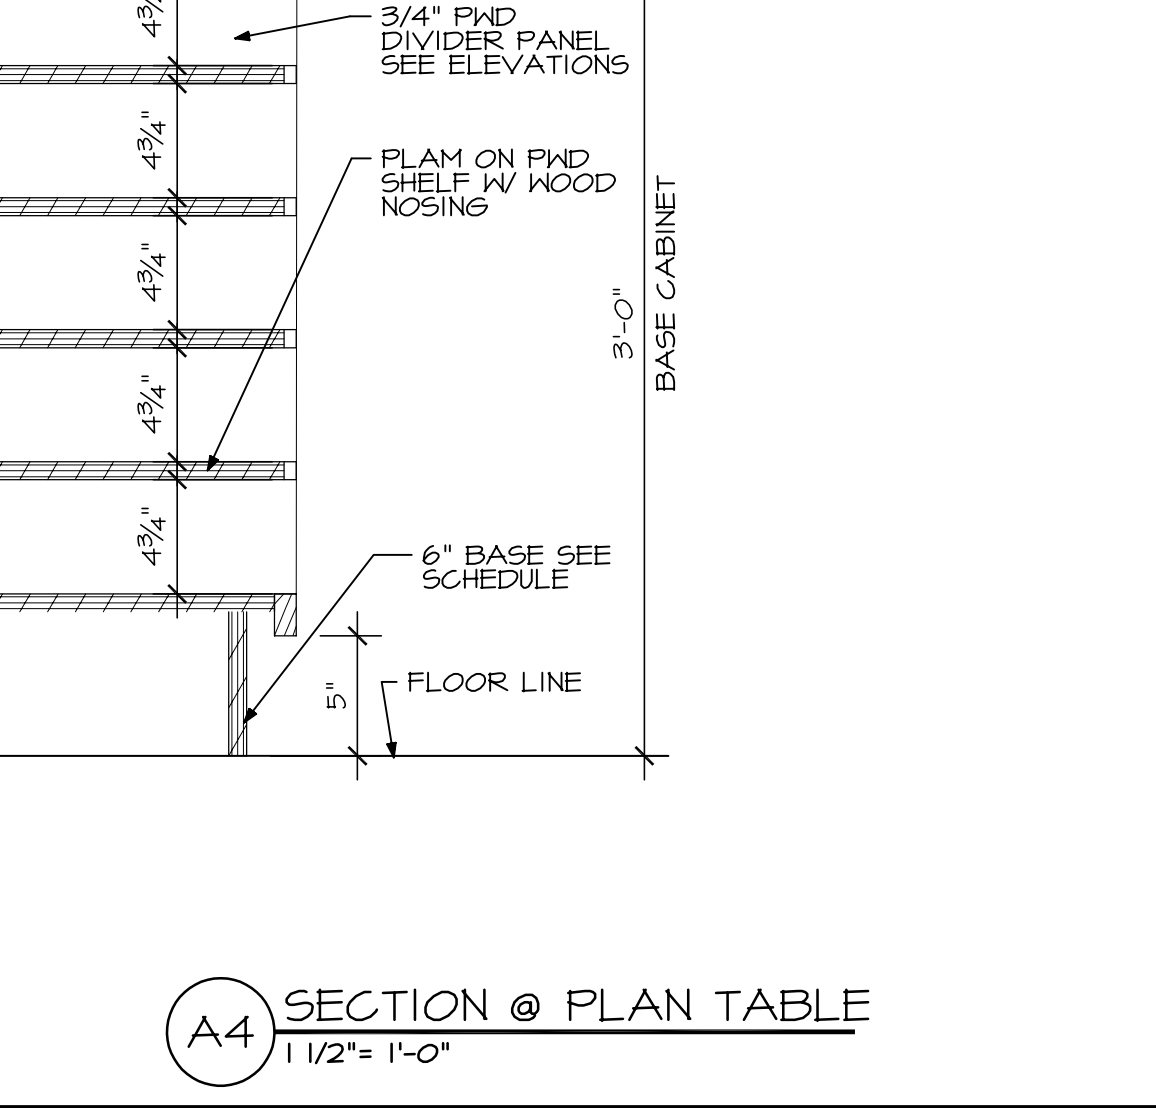 4¾"
3/4" PWD
DIVIDER PANEL
SEE ELEVATIONS
4¾"
PLAM ON PWD
SHELF W/ WOOD
NOSING
4¾"
3'-0"
BASE CABINET
4¾"
4¾"
6" BASE SEE
SCHEDULE
5"
FLOOR LINE
A4
SECTION @ PLAN TABLE
1 1/2"= 1'-0"